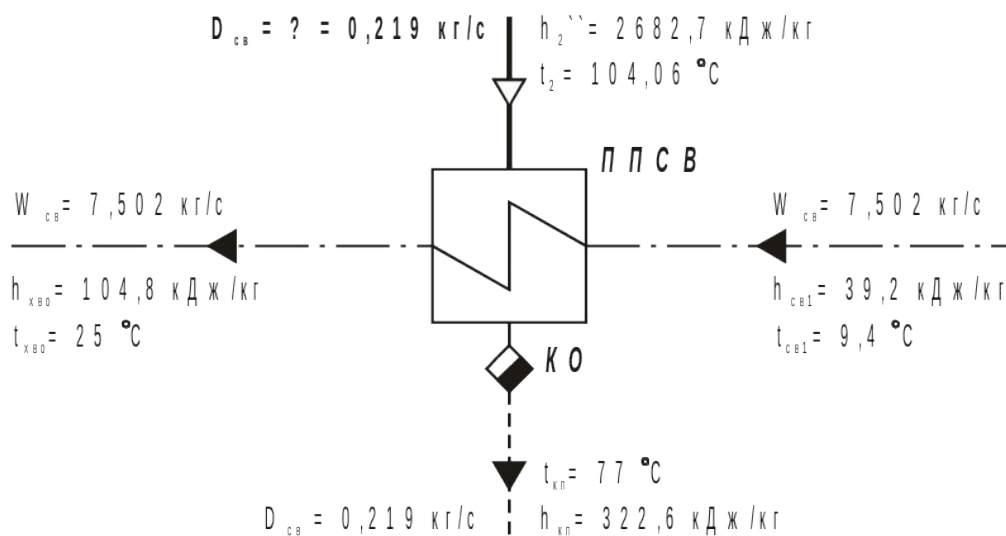 D св = ? = 0,219 кг/с
h 2``= 2682,7 кДж/кг
t 2 = 104,06 °С
ППСВ
W св= 7,502 кг/с
W св= 7,502 кг/с
h хво= 104,8 кДж/кг
t хво= 25 °С
h св1= 39,2 кДж/кг
t св1= 9,4 °С
КО
t кп= 77 °С
D св = 0,219 кг/с
h кп= 322,6 кДж/кг